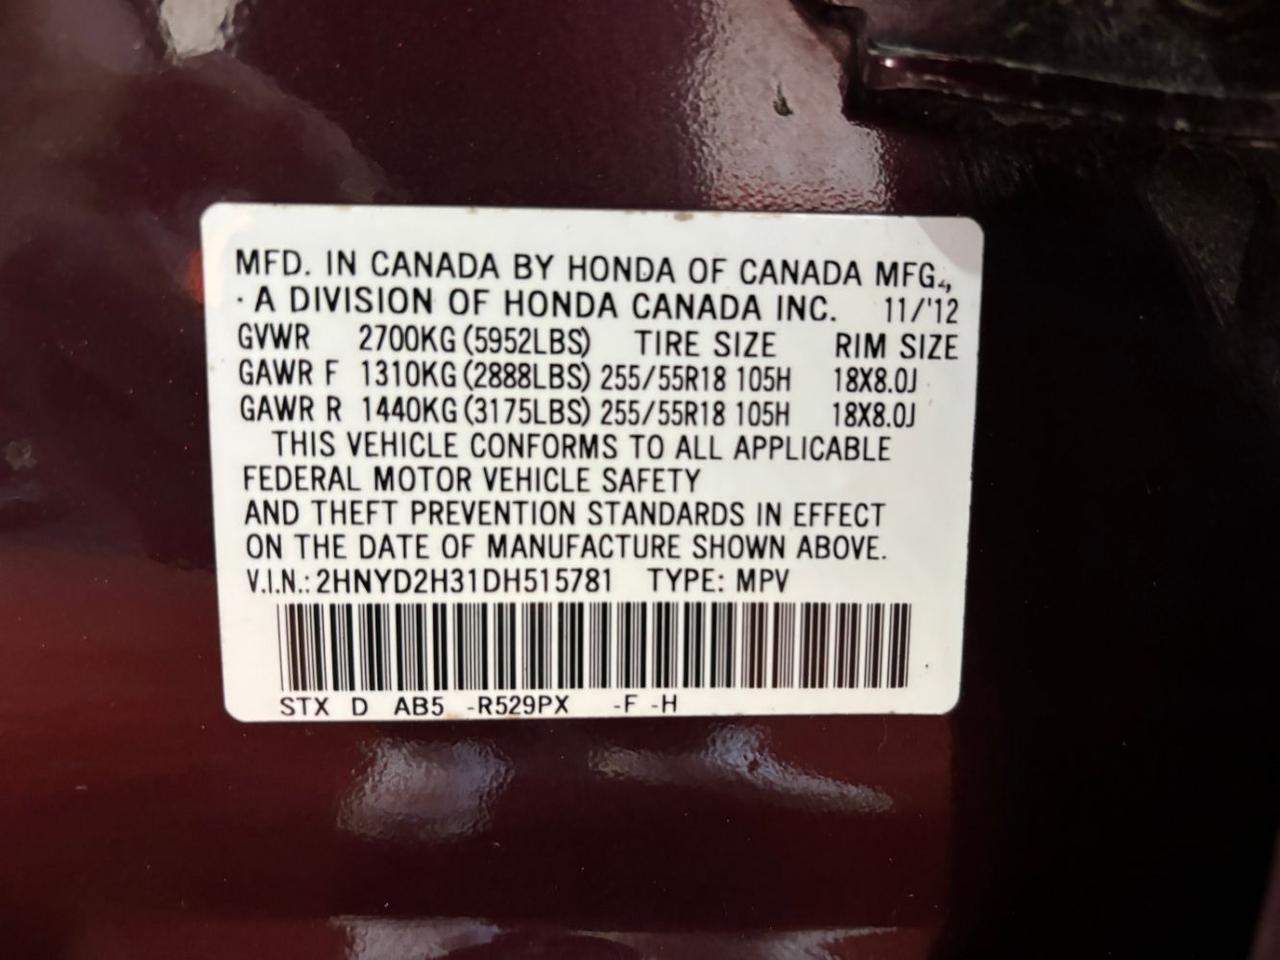 MFD. IN CANADA BY HONDA OF CANADA MFG.,
· A DIVISION OF HONDA CANADA INC. 11/'12
GVWR 2700KG (5952LBS) TIRE SIZE RIM SIZE
GAWR F 1310KG (2888LBS) 255/55R18 105H 18X8.0J
GAWR R 1440KG (3175LBS) 255/55R18 105H 18X8.0J
THIS VEHICLE CONFORMS TO ALL APPLICABLE
FEDERAL MOTOR VEHICLE SAFETY
AND THEFT PREVENTION STANDARDS IN EFFECT
ON THE DATE OF MANUFACTURE SHOWN ABOVE.
V.I.N.: 2HNYD2H31DH515781 TYPE: MPV
STX D AB5 -R529PX -F -H